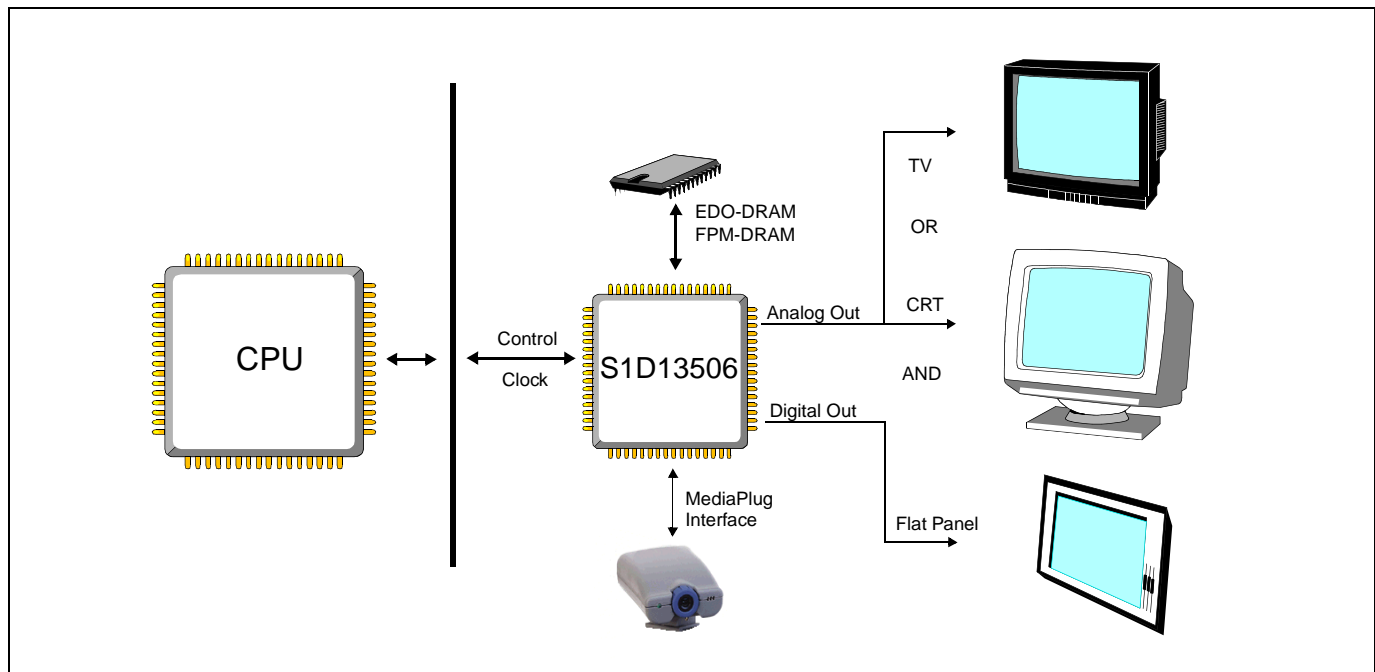 TV
EDO-DRAM
FPM-DRAM
OR
CPU
Control
Clock
S1D13506
Analog Out
CRT
AND
Digital Out
MediaPlug
Interface
Flat Panel